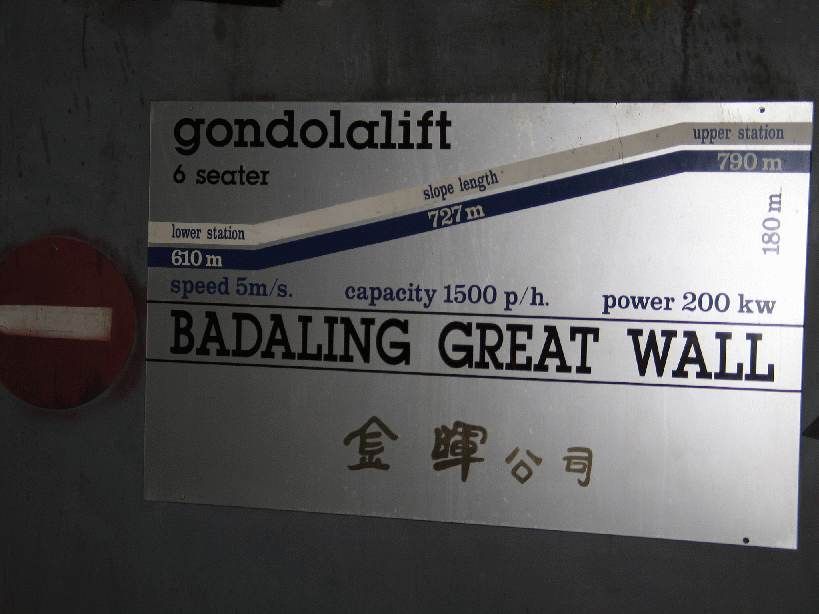 gondolalift
6 seater
upper station
790 m
slope length
727 m
180 m
lower station
610 m
speed 5m/s.
capacity 1500 p/h.
power 200 kw
BADALING GREAT WALL
金暉公司